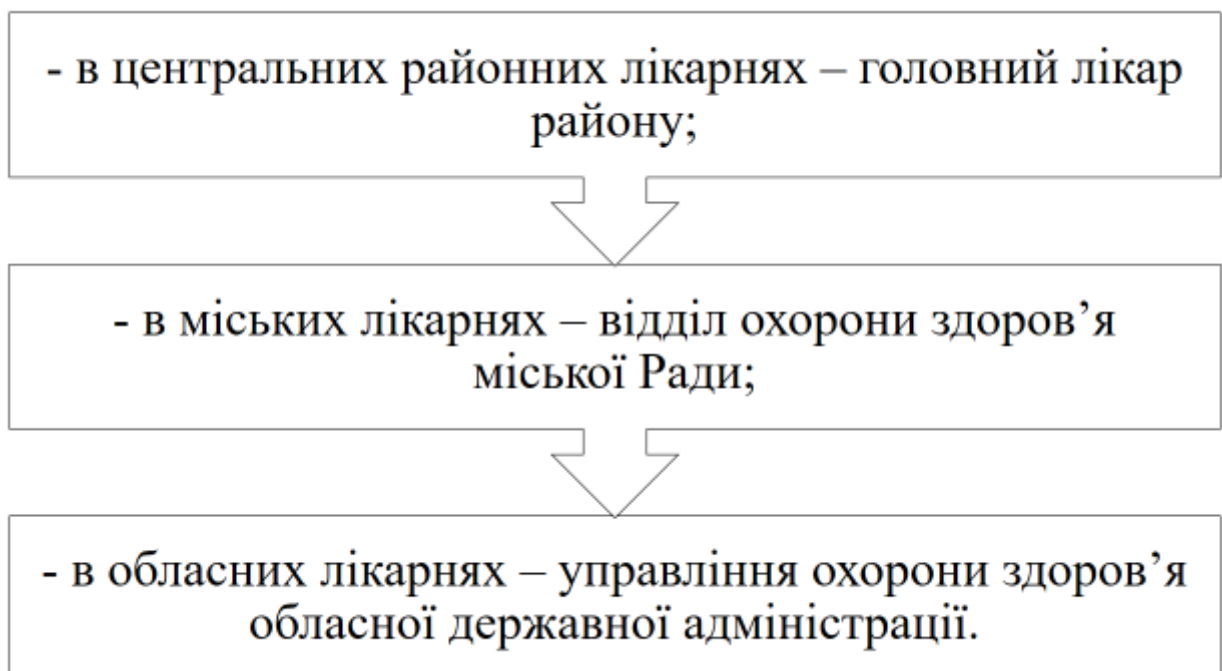 - в центральних районних лікарнях – головний лікар
району;
- в міських лікарнях – відділ охорони здоров’я
міської Ради;
- в обласних лікарнях – управління охорони здоров’я
обласної державної адміністрації.